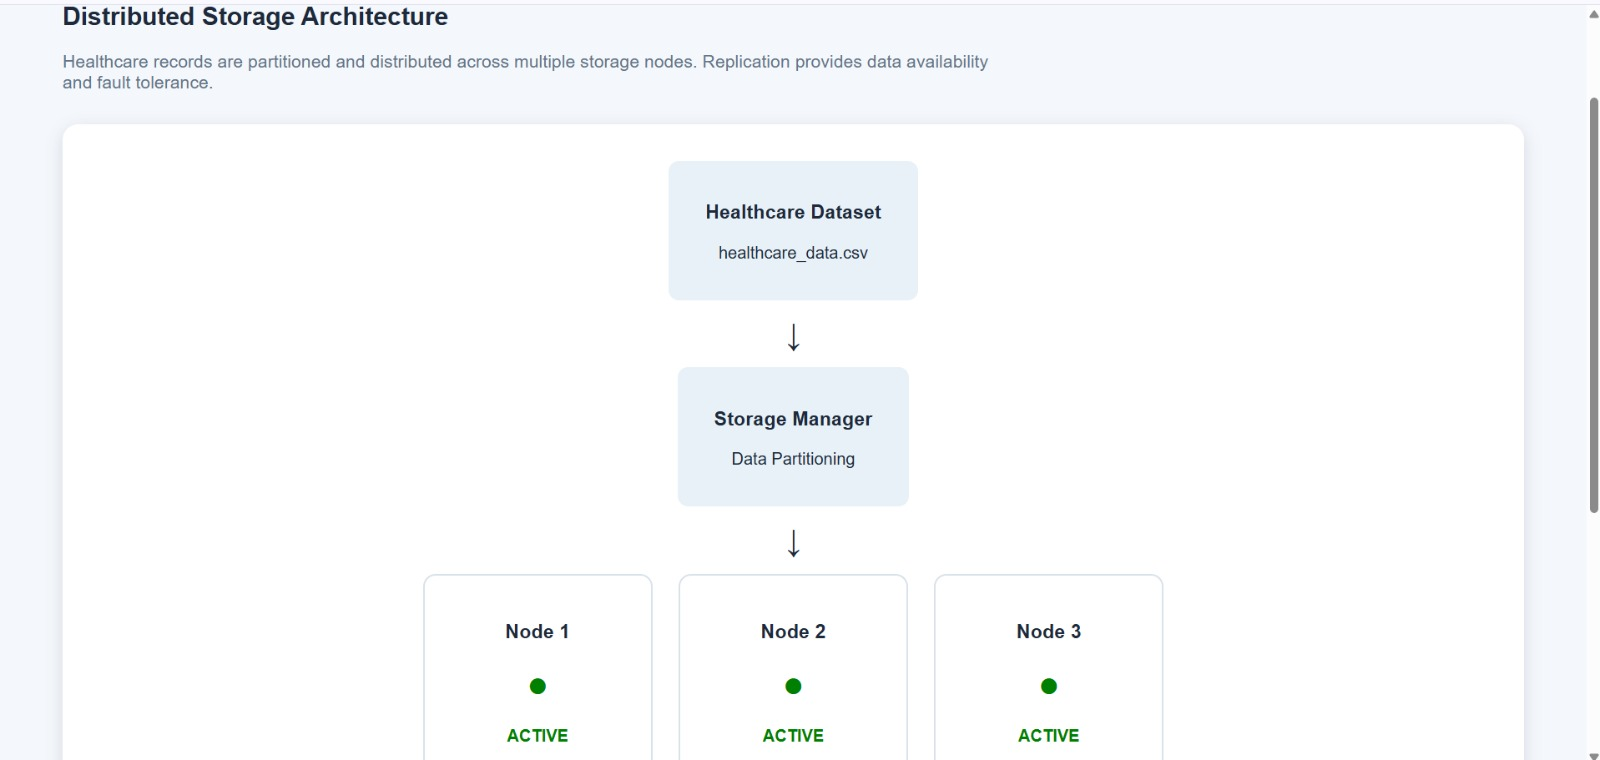 Distributed Storage Architecture
Healthcare records are partitioned and distributed across multiple storage nodes. Replication provides data availability
and fault tolerance.
Healthcare Dataset
healthcare_data.csv
↓
Storage Manager
Data Partitioning
↓
Node 1
ACTIVE
Node 2
ACTIVE
Node 3
ACTIVE